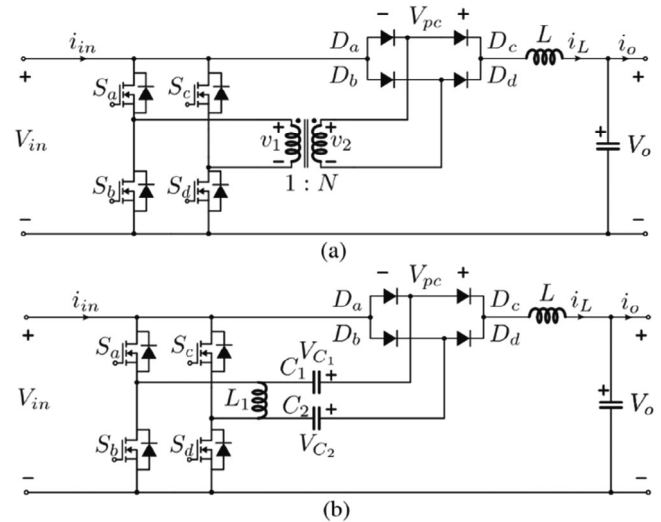 − V_pc +
D_a D_c L
i_in i_L i_o
+ D_b D_d +
S_a S_c
+ +
V_in v_1 v_2 + V_o
− −
S_b S_d 1 : N
− −
(a)
− V_pc +
D_a D_c L
i_in i_L i_o
+ D_b D_d +
S_a S_c V_C1
C_1 +
V_in L_1 C_2 + V_o
+
S_b S_d V_C2
− −
(b)